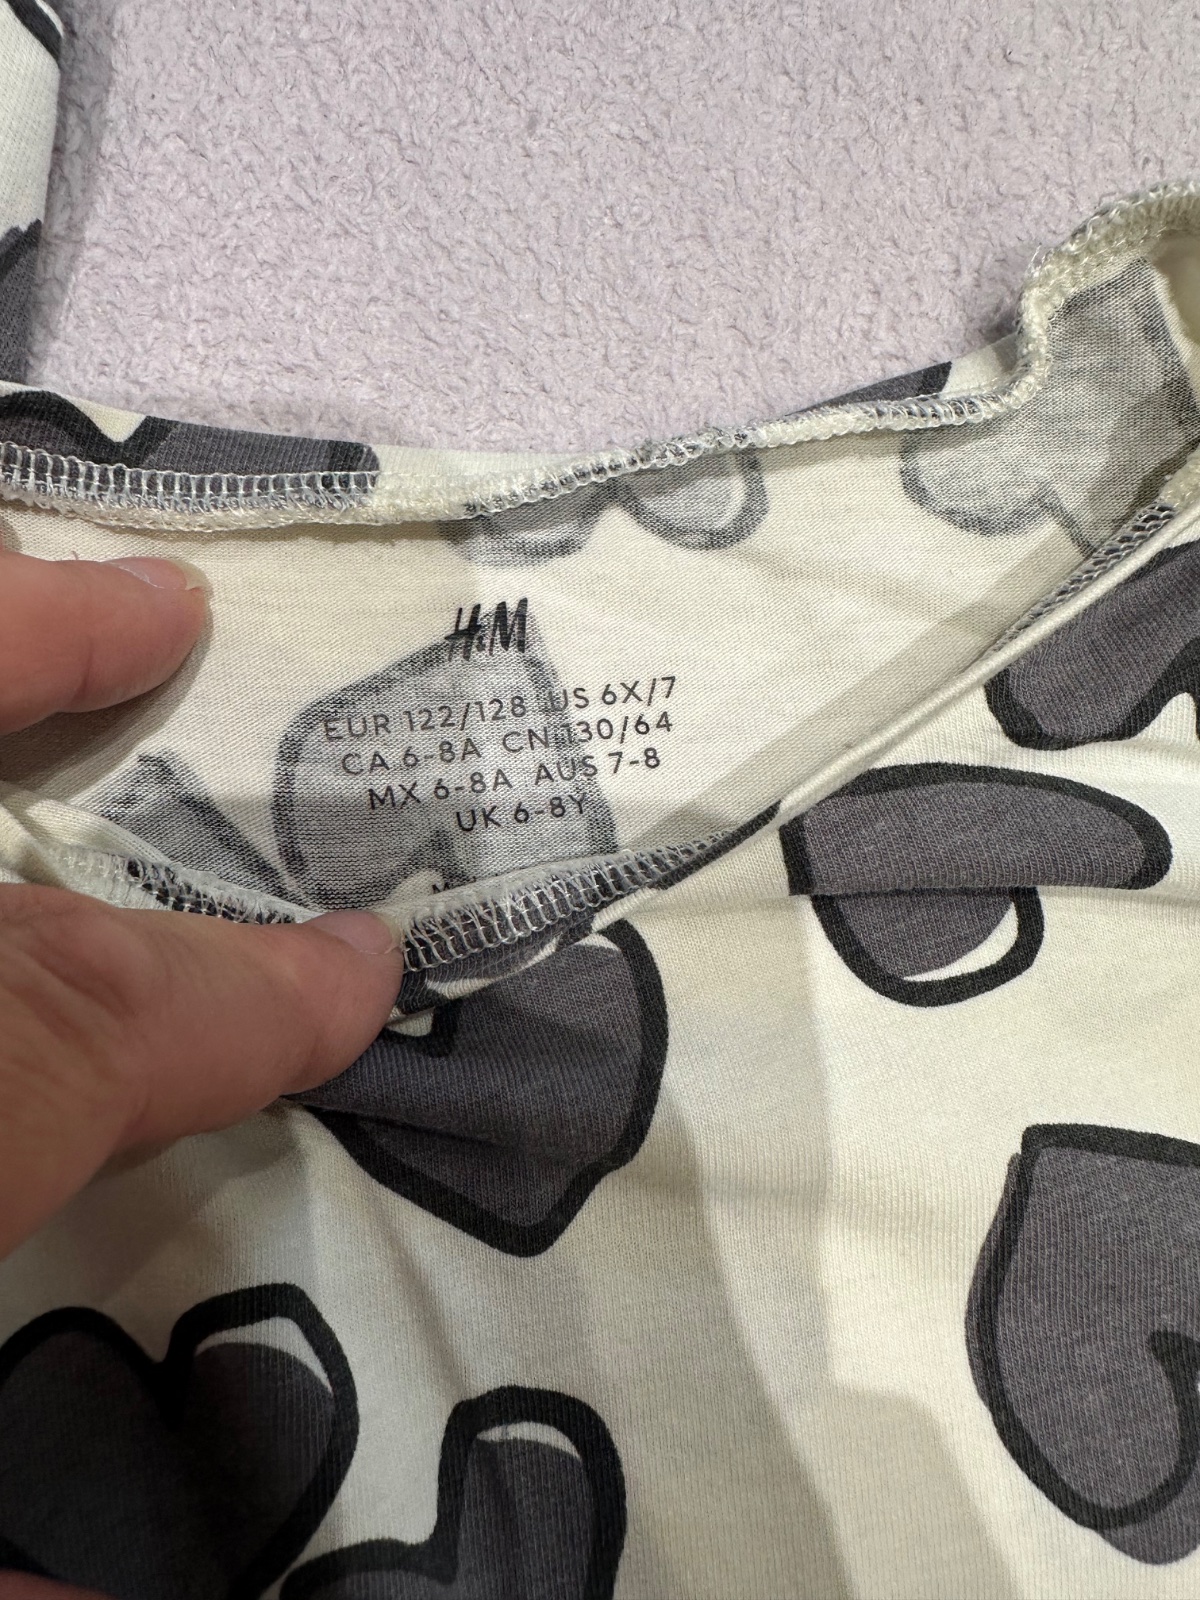 H&M
EUR 122/128 US 6X/7
CA 6-8A CN 130/64
MX 6-8A AUS 7-8
UK 6-8Y